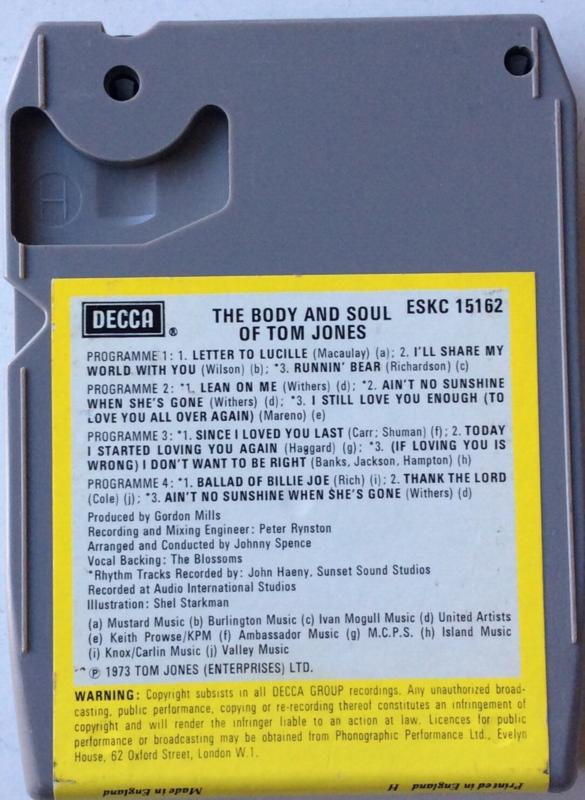 H
DECCA ®
THE BODY AND SOUL ESKC 15162
OF TOM JONES
PROGRAMME 1: 1. LETTER TO LUCILLE (Macaulay) (a); 2. I'LL SHARE MY
WORLD WITH YOU (Wilson) (b); *3. RUNNIN' BEAR (Richardson) (c)
PROGRAMME 2: *1. LEAN ON ME (Withers) (d); *2. AIN'T NO SUNSHINE
WHEN SHE'S GONE (Withers) (d); *3. I STILL LOVE YOU ENOUGH (TO
LOVE YOU ALL OVER AGAIN) (Mareno) (e)
PROGRAMME 3: *1. SINCE I LOVED YOU LAST (Carr; Shuman) (f); 2. TODAY
I STARTED LOVING YOU AGAIN (Haggard) (g); *3. (IF LOVING YOU IS
WRONG) I DON'T WANT TO BE RIGHT (Banks, Jackson, Hampton) (h)
PROGRAMME 4: *1. BALLAD OF BILLIE JOE (Rich) (i); 2. THANK THE LORD
(Cole) (j); *3. AIN'T NO SUNSHINE WHEN SHE'S GONE (Withers) (d)
Produced by Gordon Mills
Recording and Mixing Engineer: Peter Rynston
Arranged and Conducted by Johnny Spence
Vocal Backing: The Blossoms
*Rhythm Tracks Recorded by: John Haeny, Sunset Sound Studios
Recorded at Audio International Studios
Illustration: Shel Starkman
(a) Mustard Music (b) Burlington Music (c) Ivan Mogull Music (d) United Artists
(e) Keith Prowse/KPM (f) Ambassador Music (g) M.C.P.S. (h) Island Music
(i) Knox/Carlin Music (j) Valley Music
℗ 1973 TOM JONES (ENTERPRISES) LTD.
WARNING: Copyright subsists in all DECCA GROUP recordings. Any unauthorized broad-
casting, public performance, copying or re-recording thereof constitutes an infringement of
copyright and will render the infringer liable to an action at law. Licences for public
performance or broadcasting may be obtained from Phonographic Performance Ltd., Evelyn
House, 62 Oxford Street, London W.1.
Printed in England H Made in England